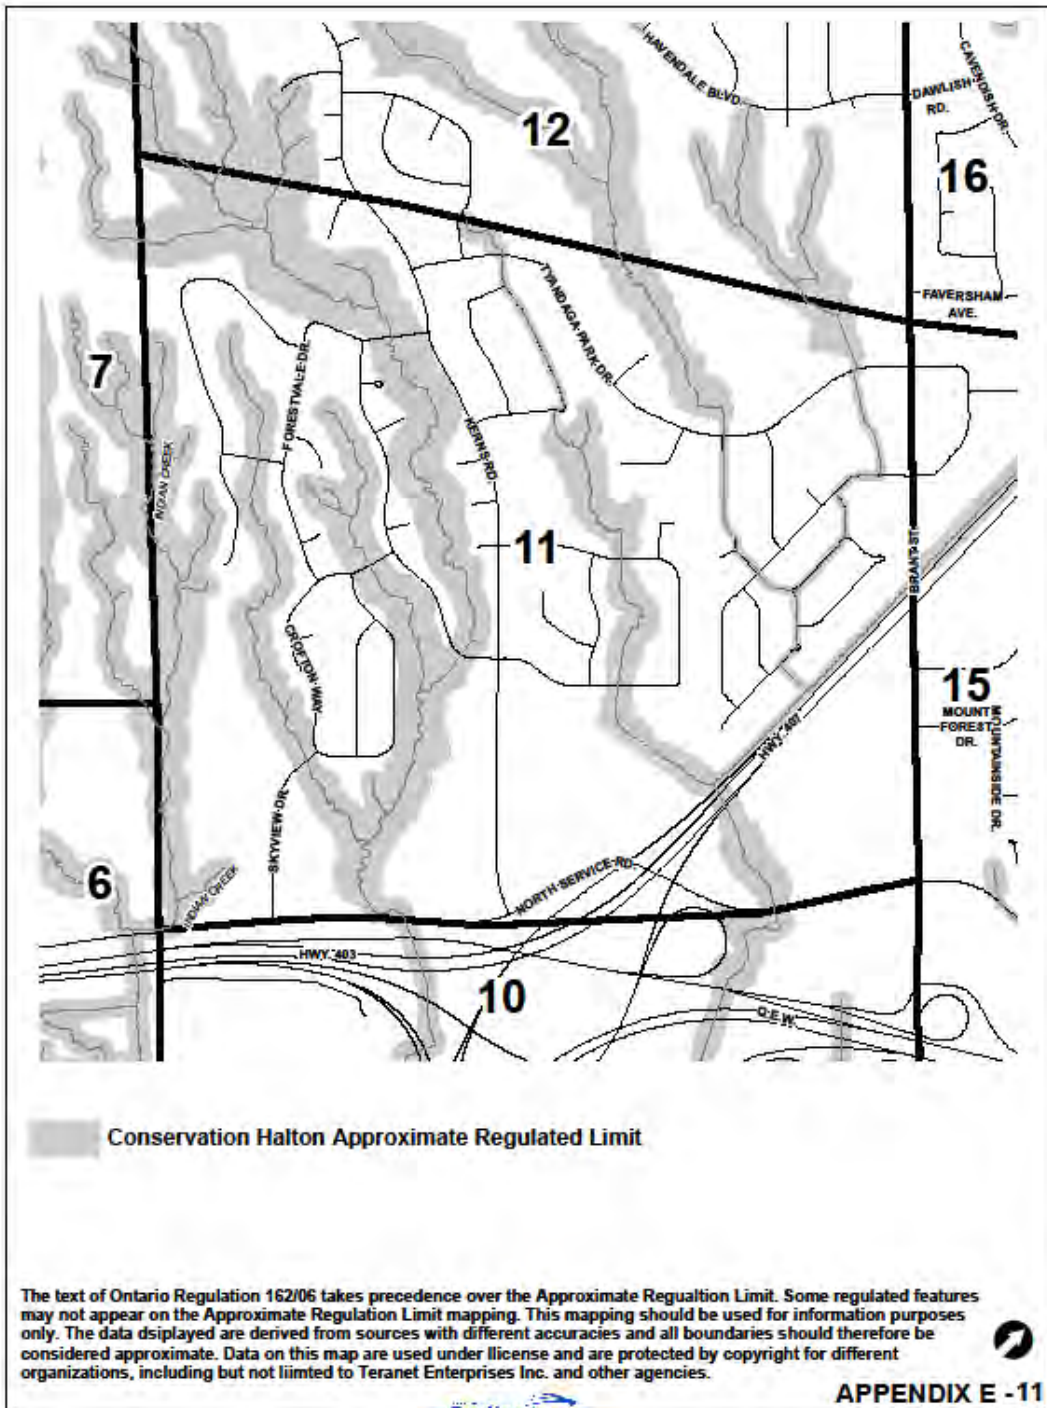 HAVENDALE BLVD.
CAVENDISH DR.
DAWLISH
RD.
12
16
FAVERSHAM
AVE.
TYANDAGA PARK DR.
7
FORESTVALE DR.
KERNS RD.
INDIAN CREEK
11
BRANT ST.
CROFTON WAY
15
MOUNT
FOREST
DR.
MOUNTAINSIDE DR.
HWY. 407
SKYVIEW DR.
6
INDIAN CREEK
NORTH SERVICE RD.
HWY. 403
10
Q.E.W.
Conservation Halton Approximate Regulated Limit
The text of Ontario Regulation 162/06 takes precedence over the Approximate Regualtion Limit. Some regulated features
may not appear on the Approximate Regulation Limit mapping. This mapping should be used for information purposes
only. The data dsiplayed are derived from sources with different accuracies and all boundaries should therefore be
considered approximate. Data on this map are used under llicense and are protected by copyright for different
organizations, including but not liimted to Teranet Enterprises Inc. and other agencies.
APPENDIX E -11